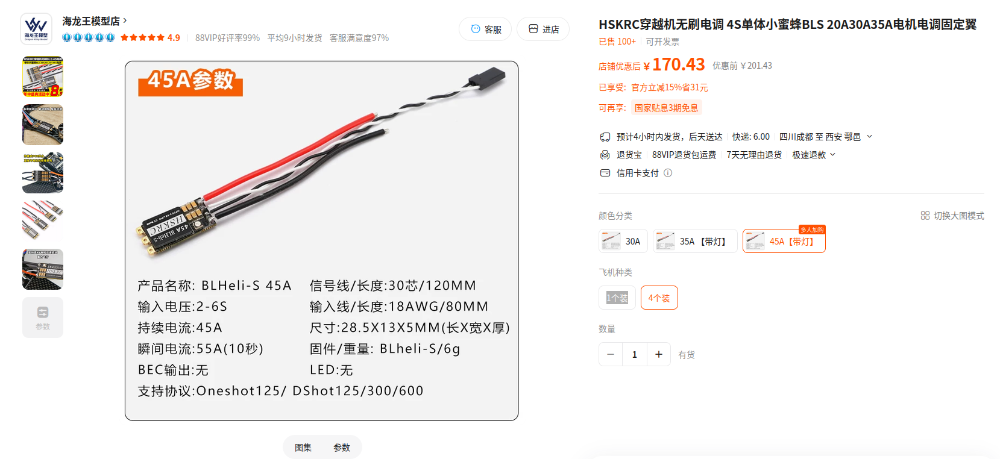 海龙王模型店
4.9 88VIP好评率99% 平均9小时发货 客服满意度97%
客服
进店
海龙王模型
Dragon King Model
参数
45A参数
HSKRC
45A BLHeli-S
产品名称: BLHeli-S 45A
信号线/长度:30芯/120MM
输入电压:2-6S
输入线/长度:18AWG/80MM
持续电流:45A
尺寸:28.5X13X5MM(长X宽X厚)
瞬间电流:55A(10秒)
固件/重量: BLheli-S/6g
BEC输出:无
LED:无
支持协议:Oneshot125/ DShot125/300/600
图集
参数
HSKRC穿越机无刷电调 4S单体小蜜蜂BLS 20A30A35A电机电调固定翼
已售 100+ 可开发票
店铺优惠后 ¥170.43 优惠前 ¥201.43
已享受: 官方立减15%省31元
可再享: 国家贴息3期免息
预计4小时内发货，后天送达 快递: 6.00 四川成都 至 西安 鄠邑
退货宝 88VIP退货包运费 7天无理由退货 极速退款
信用卡支付
颜色分类
切换大图模式
30A
35A 【带灯】
多人加购
45A【带灯】
飞机种类
1个装
4个装
数量
1
有货